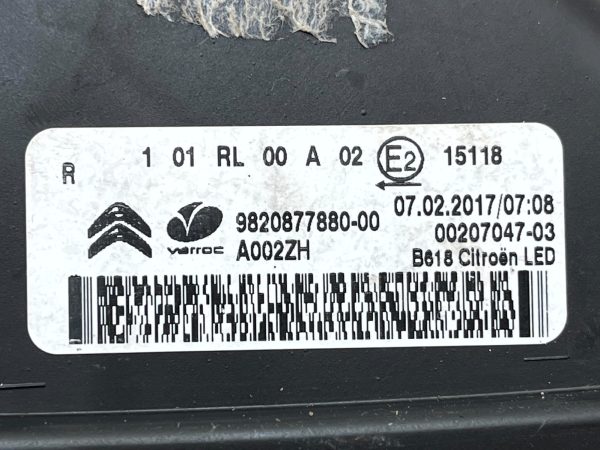 R 1 01 RL 00 A 02 E2 15118
varroc 9820877880-00 07.02.2017/07:08
A002ZH 00207047-03
B618 Citroën LED